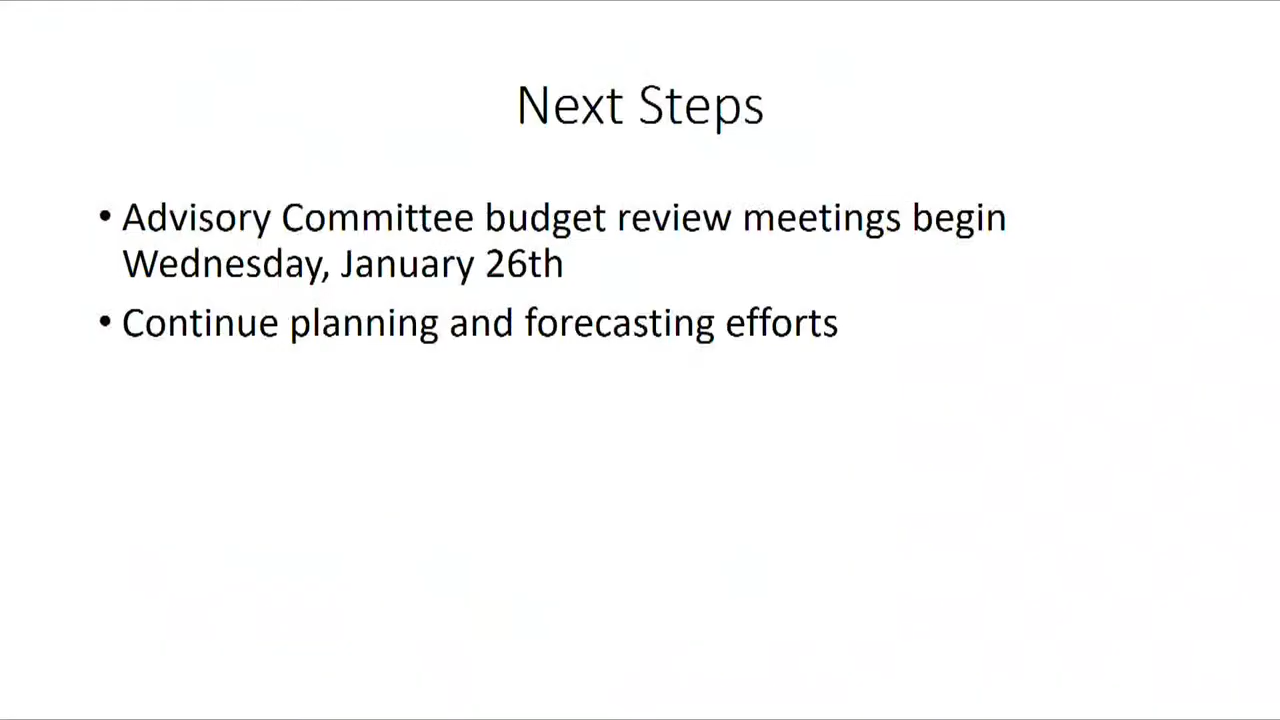 Next Steps
• Advisory Committee budget review meetings begin
Wednesday, January 26th
• Continue planning and forecasting efforts